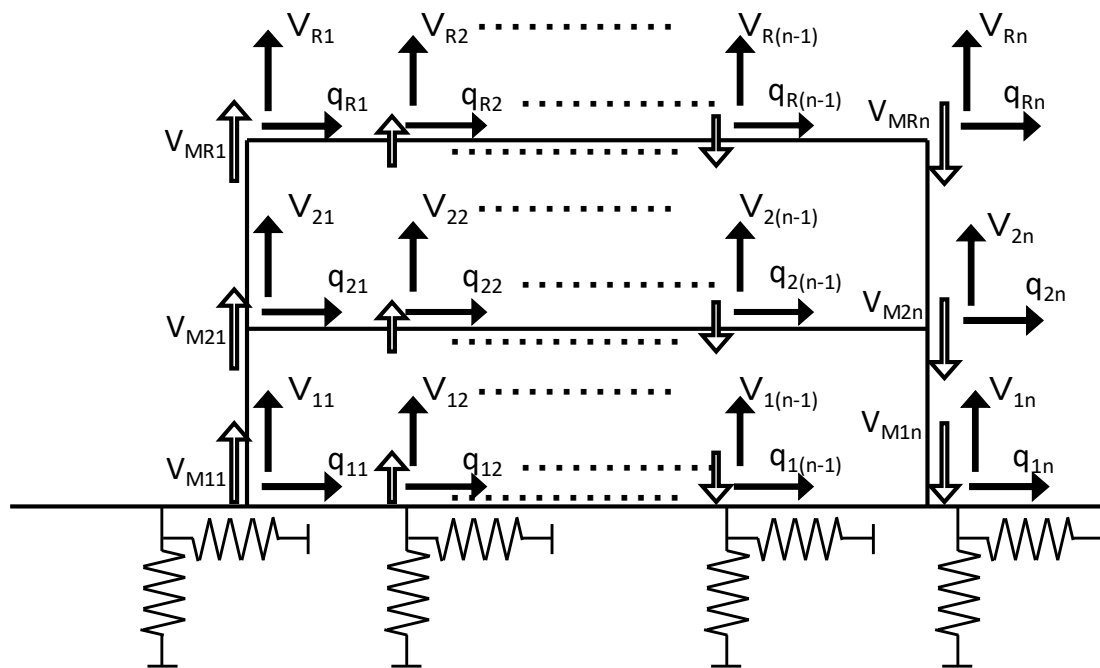 V_R1 V_R2 V_R(n-1) V_Rn
q_R1 q_R2 q_R(n-1) V_MRn q_Rn
V_MR1
V_21 V_22 V_2(n-1) V_2n
q_21 q_22 q_2(n-1) q_2n
V_M21 V_M2n
V_11 V_12 V_1(n-1) V_1n
V_M1n
V_M11 q_11 q_12 q_1(n-1) q_1n